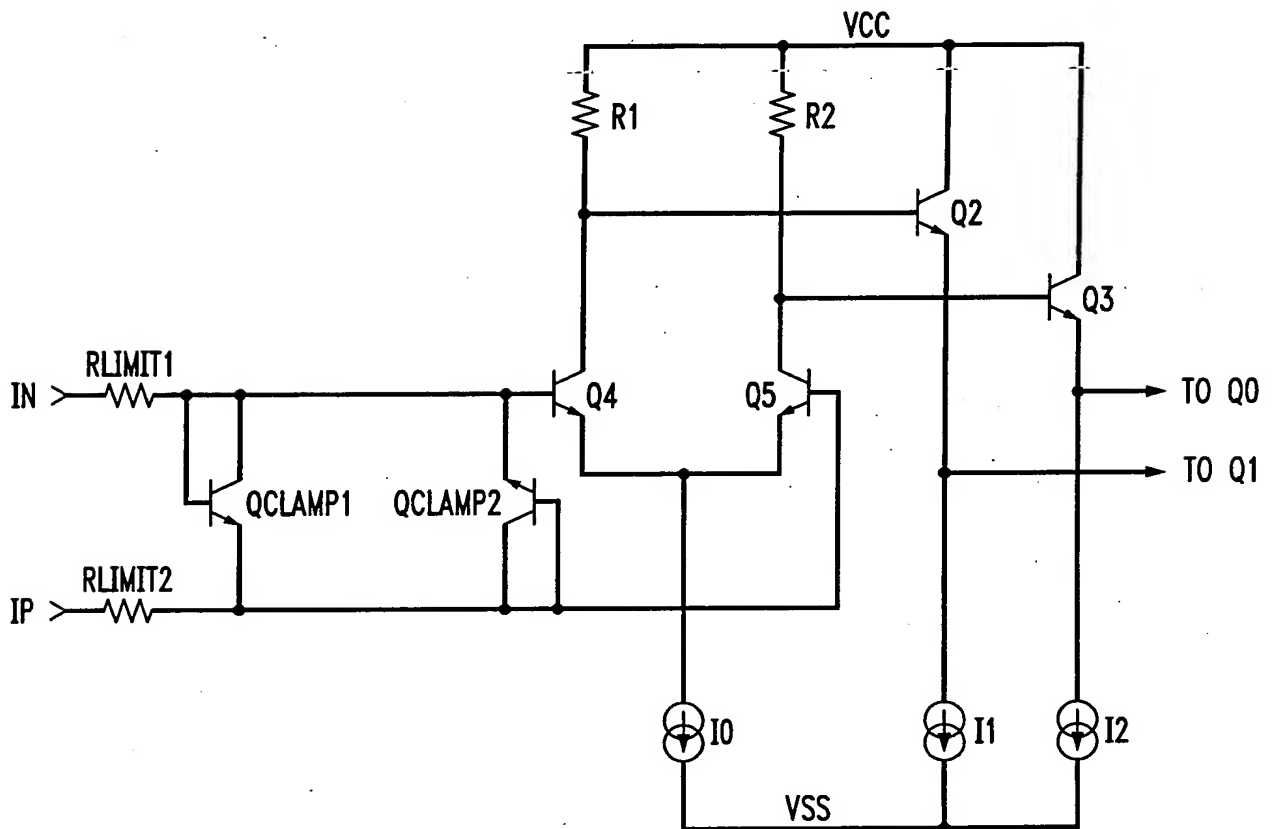 VCC
R1
R2
Q2
Q3
RLIMIT1
IN
Q4
Q5
TO Q0
TO Q1
QCLAMP1
QCLAMP2
RLIMIT2
IP
I0
I1
I2
VSS